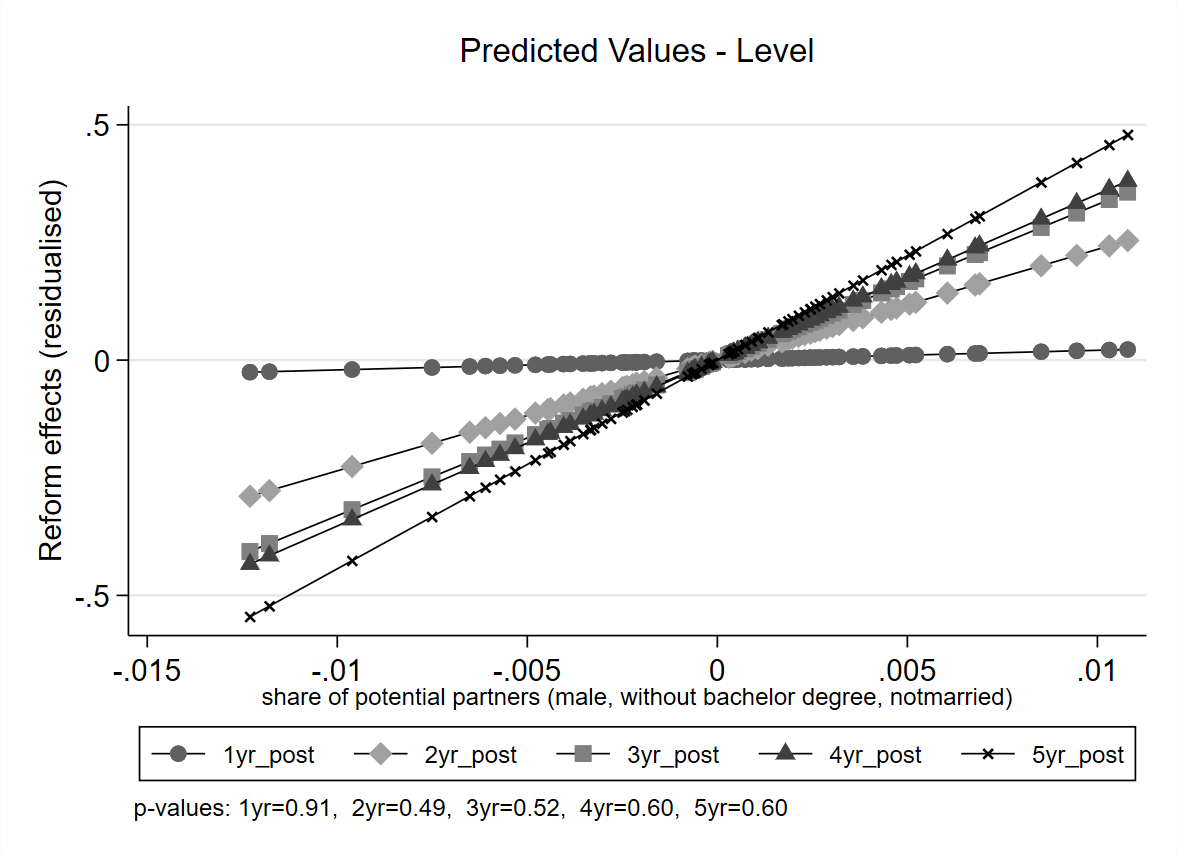 Predicted Values - Level
Reform effects (residualised)
.5
0
-.5
-.015
-.01
-.005
0
.005
.01
share of potential partners (male, without bachelor degree, notmarried)
1yr_post
2yr_post
3yr_post
4yr_post
5yr_post
p-values: 1yr=0.91, 2yr=0.49, 3yr=0.52, 4yr=0.60, 5yr=0.60